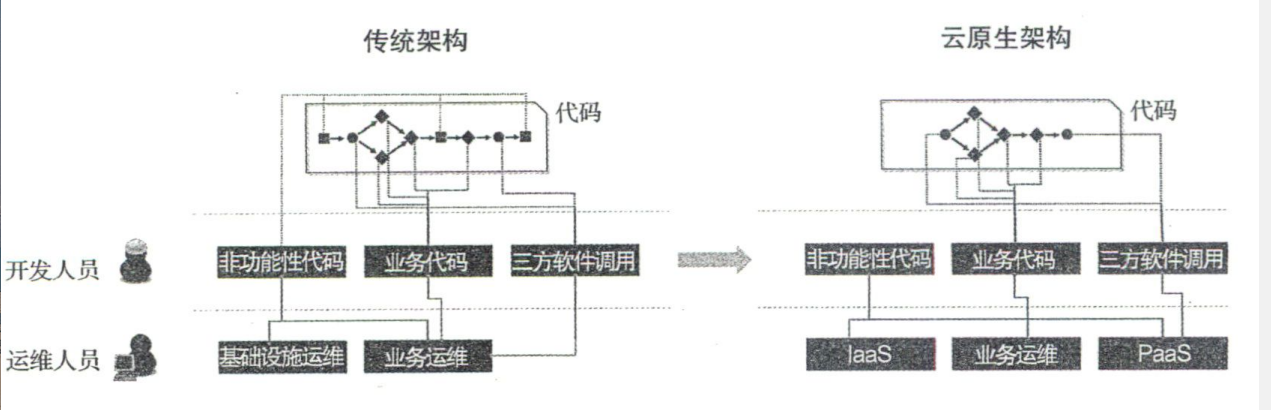 传统架构
云原生架构
代码
代码
开发人员
非功能性代码
业务代码
三方软件调用
非功能性代码
业务代码
三方软件调用
运维人员
基础设施运维
业务运维
IaaS
业务运维
PaaS